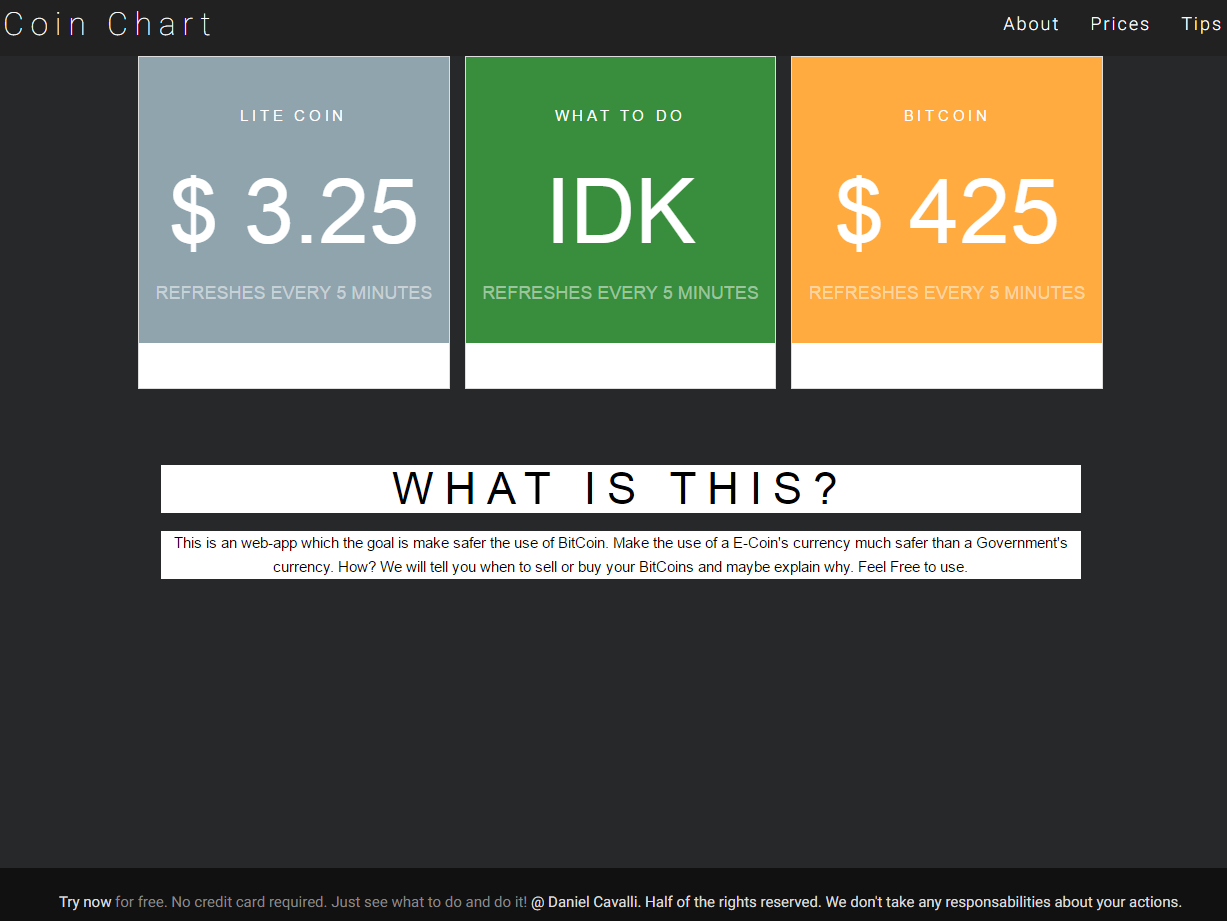 Coin Chart
About Prices Tips
LITE COIN
$ 3.25
REFRESHES EVERY 5 MINUTES
WHAT TO DO
IDK
REFRESHES EVERY 5 MINUTES
BITCOIN
$ 425
REFRESHES EVERY 5 MINUTES
WHAT IS THIS?
This is an web-app which the goal is make safer the use of BitCoin. Make the use of a E-Coin's currency much safer than a Government's
currency. How? We will tell you when to sell or buy your BitCoins and maybe explain why. Feel Free to use.
Try now for free. No credit card required. Just see what to do and do it! @ Daniel Cavalli. Half of the rights reserved. We don't take any responsabilities about your actions.